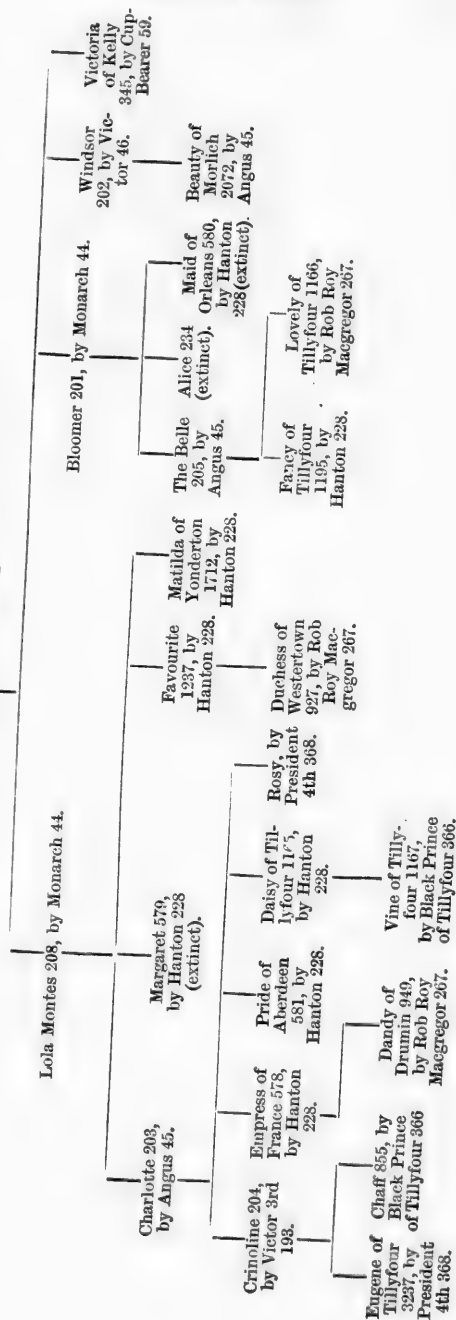 Lola Montes 208, by Monarch 44.
Bloomer 201, by Monarch 44.
Windsor
202, by Vic-
tor 46.
Victoria
of Kelly
345, by Cup-
Bearer 59.
Charlotte 203,
by Angus 45.
Margaret 579,
by Hanton 228
(extinct).
Favourite
1237, by
Hanton 228.
Matilda of
Yonderton
1712, by
Hanton 228.
The Belle
205, by
Angus 45.
Alice 234
(extinct).
Maid of
Orleans 580,
by Hanton
228 (extinct).
Beauty of
Morlich
2072, by
Angus 45.
Crinoline 204,
by Victor 3rd
193.
Empress of
France 578,
by Hanton
228.
Pride of
Aberdeen
581, by
Hanton 228.
Daisy of Til-
lyfour 1165,
by Hanton
228.
Rosy, by
President
4th 368.
Duchess of
Westertown
927, by Rob
Roy Mac-
gregor 267.
Fancy of
Tillyfour
1195, by
Hanton 228.
Lovely of
Tillyfour 1166,
by Rob Roy
Macgregor 267.
Eugene of
Tillyfour
3237, by
President
4th 368.
Chaff 855, by
Black Prince
of Tillyfour 366
Dandy of
Drumin 949,
by Rob Roy
Macgregor 267.
Vine of Tilly-
four 1167,
by Black Prince
of Tillyfour 366.